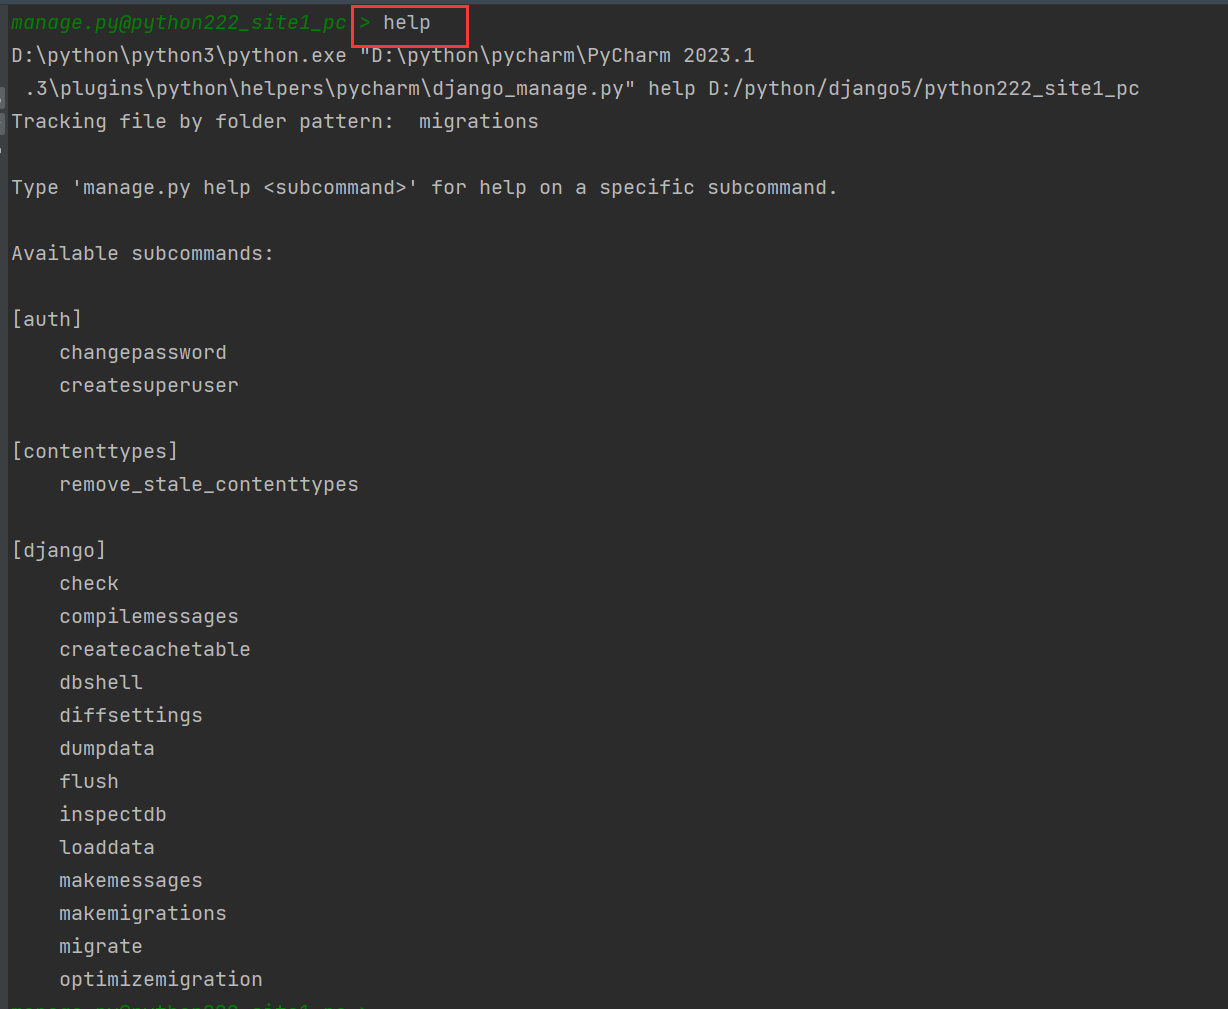 manage.py@python222_site1_pc > help
D:\python\python3\python.exe "D:\python\pycharm\PyCharm 2023.1
.3\plugins\python\helpers\pycharm\django_manage.py" help D:/python/django5/python222_site1_pc
Tracking file by folder pattern:  migrations
Type 'manage.py help <subcommand>' for help on a specific subcommand.
Available subcommands:
[auth]
changepassword
createsuperuser
[contenttypes]
remove_stale_contenttypes
[django]
check
compilemessages
createcachetable
dbshell
diffsettings
dumpdata
flush
inspectdb
loaddata
makemessages
makemigrations
migrate
optimizemigration